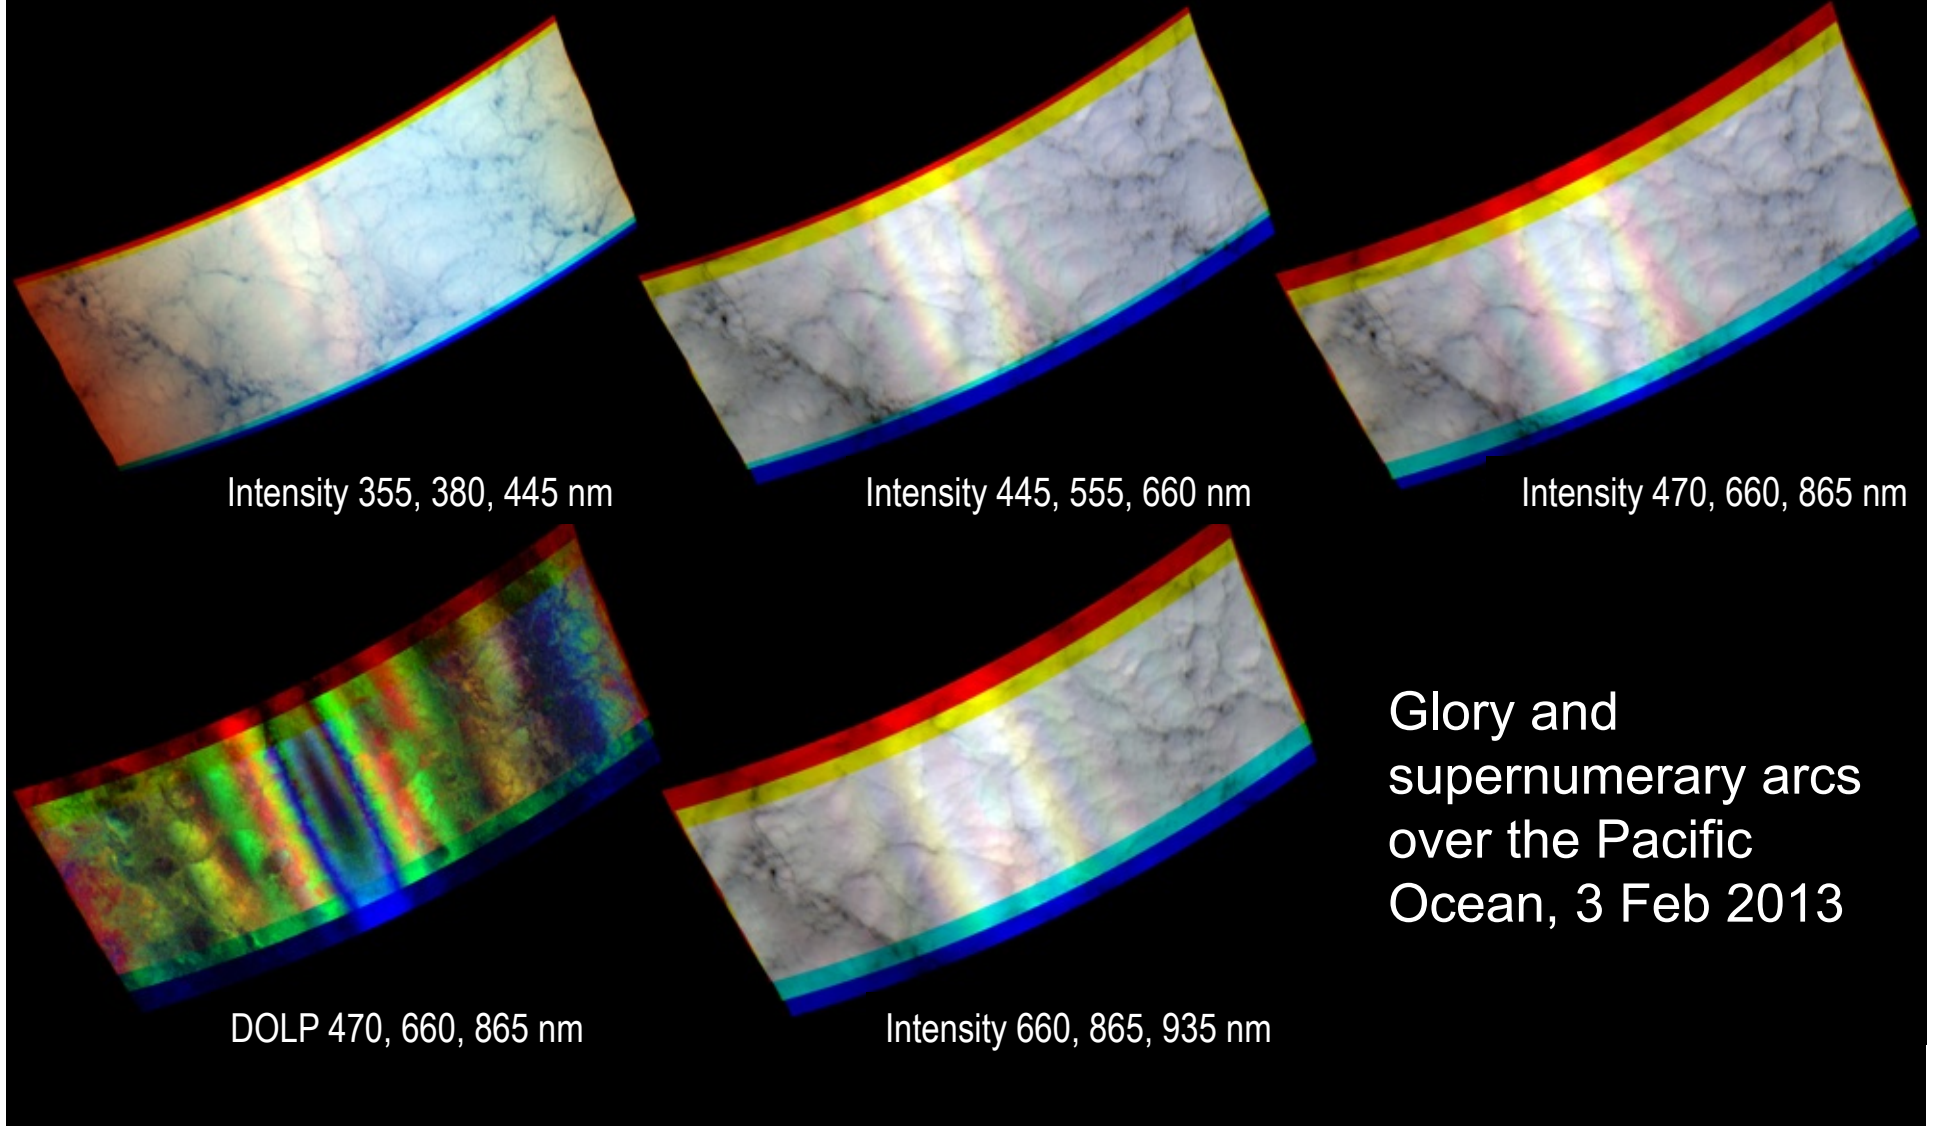 Intensity 355, 380, 445 nm
Intensity 445, 555, 660 nm
Intensity 470, 660, 865 nm
DOLP 470, 660, 865 nm
Intensity 660, 865, 935 nm
Glory and
supernumerary arcs
over the Pacific
Ocean, 3 Feb 2013